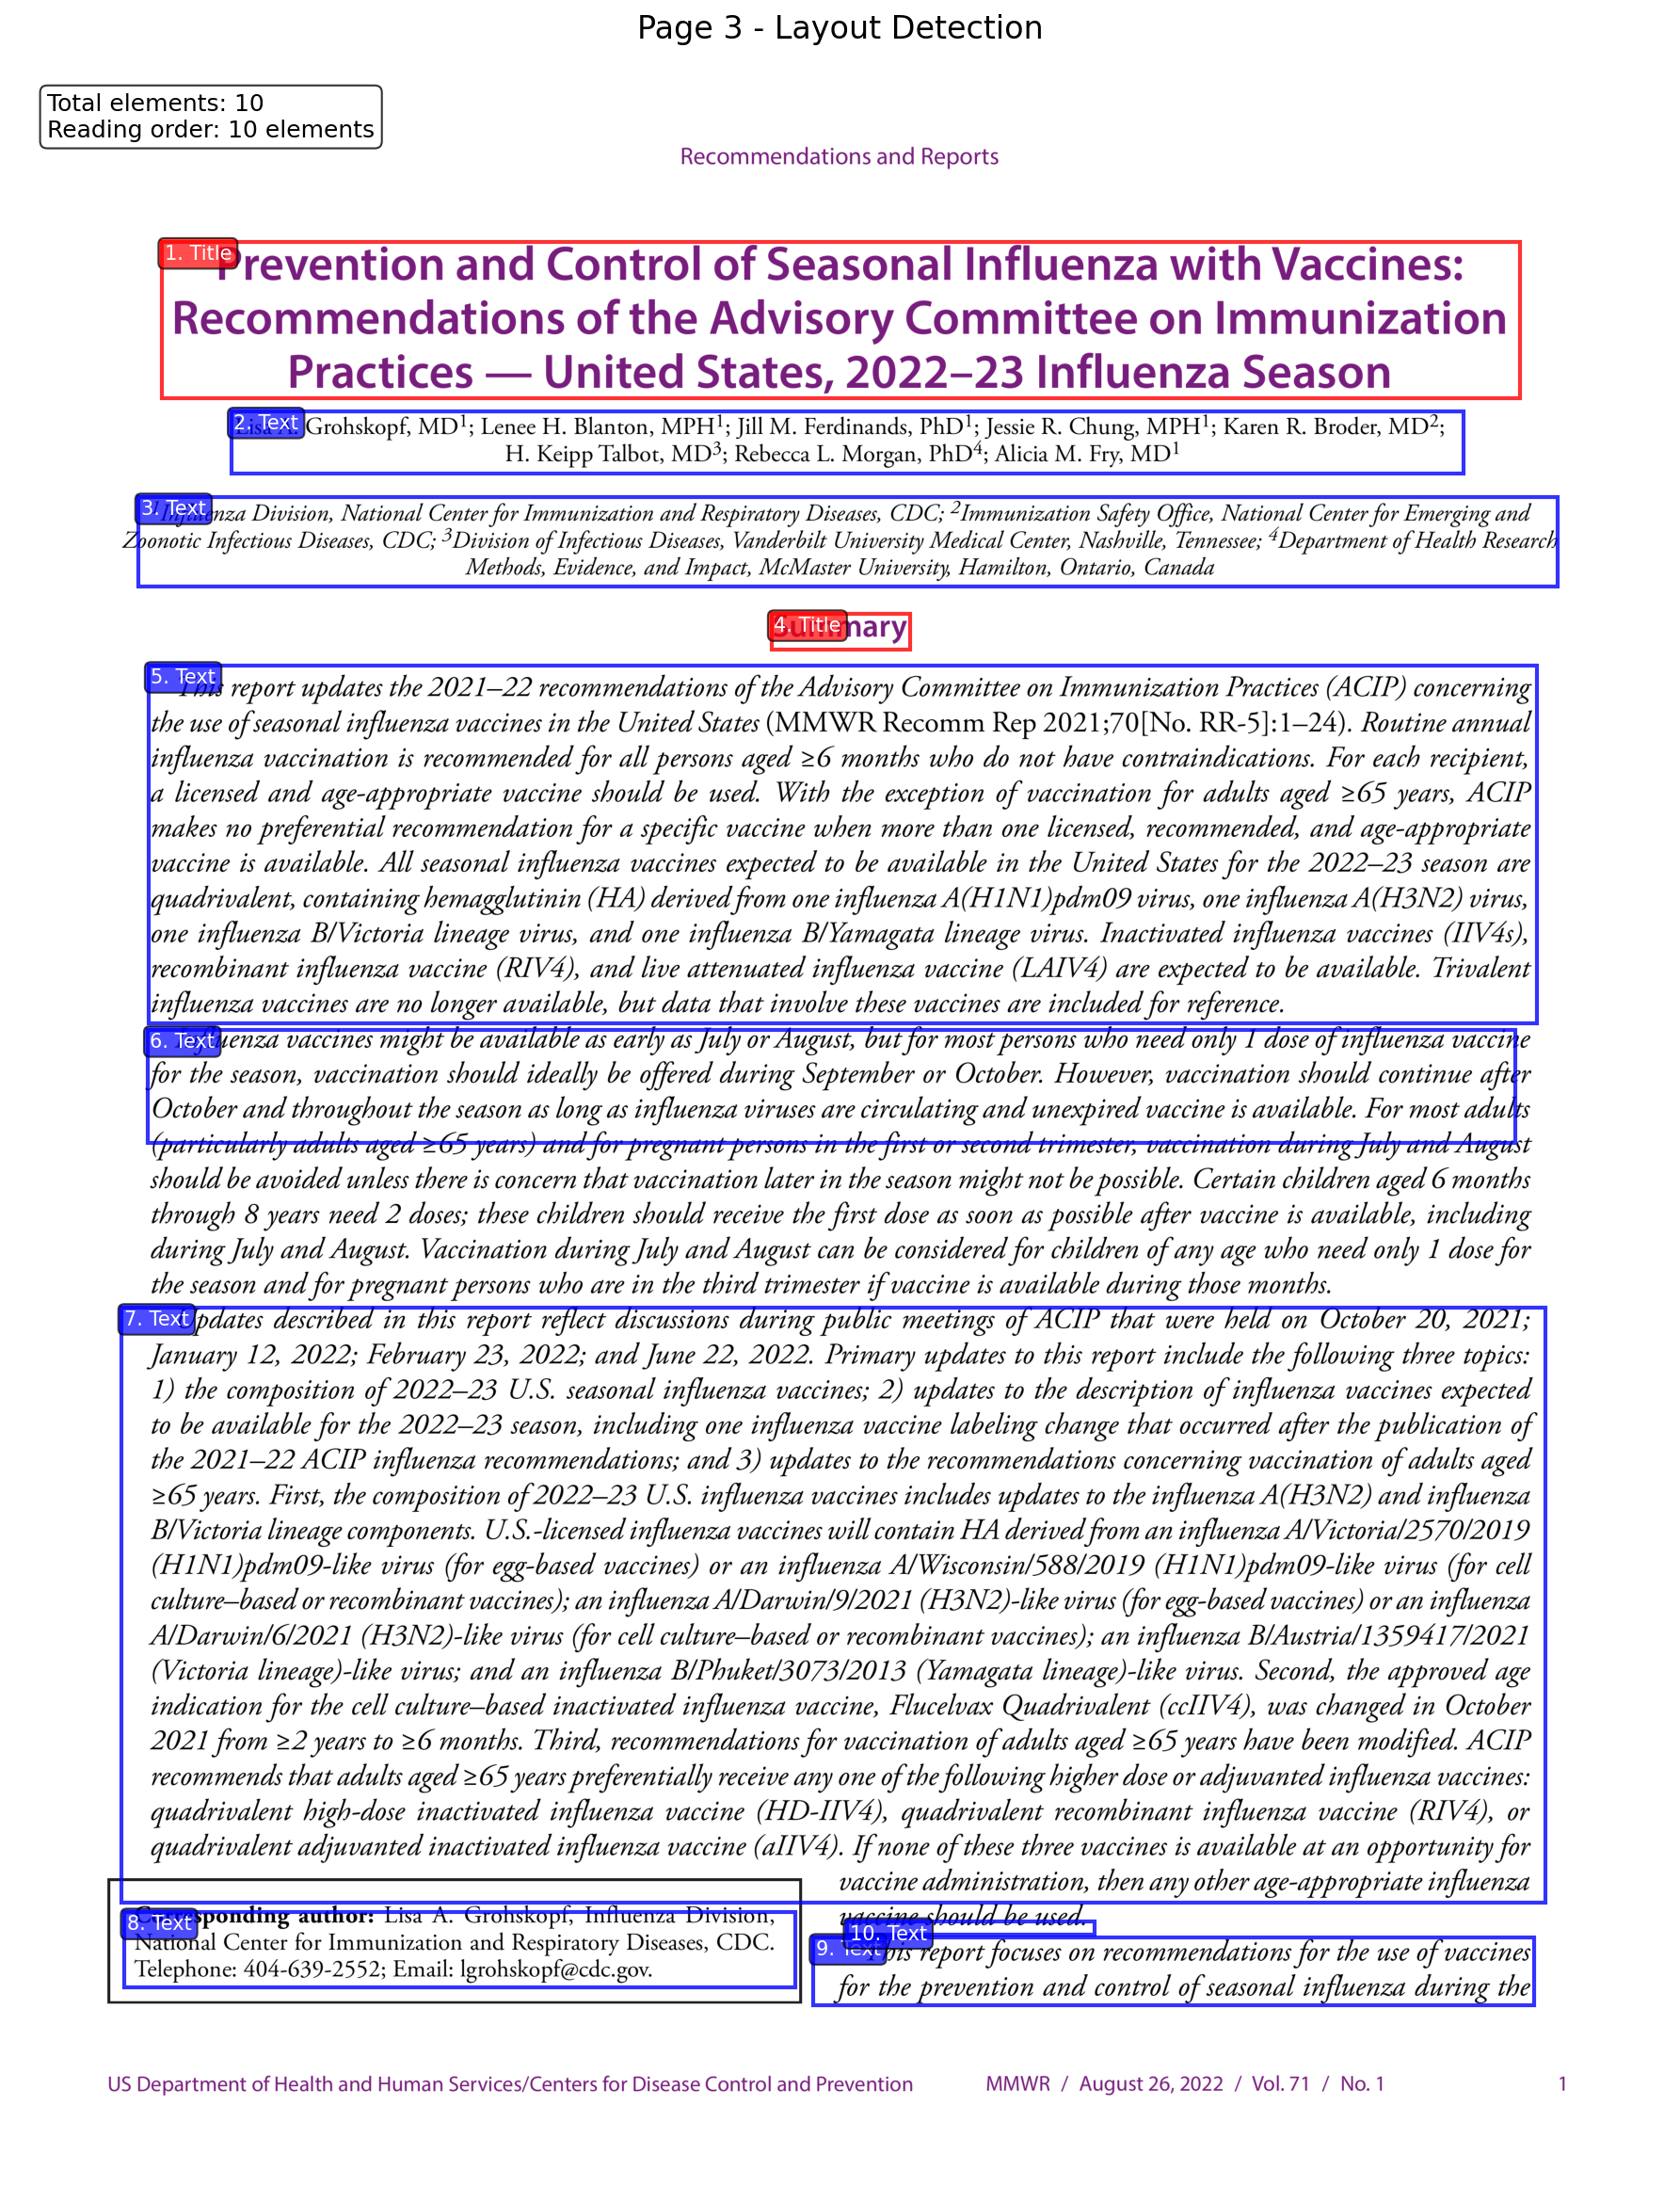 Page 3 - Layout Detection
Total elements: 10
Reading order: 10 elements
Recommendations and Reports
1. Title
Prevention and Control of Seasonal Influenza with Vaccines:
Recommendations of the Advisory Committee on Immunization
Practices — United States, 2022–23 Influenza Season
2. Text
Lisa A. Grohskopf, MD1; Lenee H. Blanton, MPH1; Jill M. Ferdinands, PhD1; Jessie R. Chung, MPH1; Karen R. Broder, MD2;
H. Keipp Talbot, MD3; Rebecca L. Morgan, PhD4; Alicia M. Fry, MD1
3. Text
1Influenza Division, National Center for Immunization and Respiratory Diseases, CDC; 2Immunization Safety Office, National Center for Emerging and
Zoonotic Infectious Diseases, CDC; 3Division of Infectious Diseases, Vanderbilt University Medical Center, Nashville, Tennessee; 4Department of Health Research
Methods, Evidence, and Impact, McMaster University, Hamilton, Ontario, Canada
4. Title
Summary
5. Text
This report updates the 2021–22 recommendations of the Advisory Committee on Immunization Practices (ACIP) concerning
the use of seasonal influenza vaccines in the United States (MMWR Recomm Rep 2021;70[No. RR-5]:1–24). Routine annual
influenza vaccination is recommended for all persons aged ≥6 months who do not have contraindications. For each recipient,
a licensed and age-appropriate vaccine should be used. With the exception of vaccination for adults aged ≥65 years, ACIP
makes no preferential recommendation for a specific vaccine when more than one licensed, recommended, and age-appropriate
vaccine is available. All seasonal influenza vaccines expected to be available in the United States for the 2022–23 season are
quadrivalent, containing hemagglutinin (HA) derived from one influenza A(H1N1)pdm09 virus, one influenza A(H3N2) virus,
one influenza B/Victoria lineage virus, and one influenza B/Yamagata lineage virus. Inactivated influenza vaccines (IIV4s),
recombinant influenza vaccine (RIV4), and live attenuated influenza vaccine (LAIV4) are expected to be available. Trivalent
influenza vaccines are no longer available, but data that involve these vaccines are included for reference.
6. Text
Influenza vaccines might be available as early as July or August, but for most persons who need only 1 dose of influenza vaccine
for the season, vaccination should ideally be offered during September or October. However, vaccination should continue after
October and throughout the season as long as influenza viruses are circulating and unexpired vaccine is available. For most adults
(particularly adults aged ≥65 years) and for pregnant persons in the first or second trimester, vaccination during July and August
should be avoided unless there is concern that vaccination later in the season might not be possible. Certain children aged 6 months
through 8 years need 2 doses; these children should receive the first dose as soon as possible after vaccine is available, including
during July and August. Vaccination during July and August can be considered for children of any age who need only 1 dose for
the season and for pregnant persons who are in the third trimester if vaccine is available during those months.
7. Text
Updates described in this report reflect discussions during public meetings of ACIP that were held on October 20, 2021;
January 12, 2022; February 23, 2022; and June 22, 2022. Primary updates to this report include the following three topics:
1) the composition of 2022–23 U.S. seasonal influenza vaccines; 2) updates to the description of influenza vaccines expected
to be available for the 2022–23 season, including one influenza vaccine labeling change that occurred after the publication of
the 2021–22 ACIP influenza recommendations; and 3) updates to the recommendations concerning vaccination of adults aged
≥65 years. First, the composition of 2022–23 U.S. influenza vaccines includes updates to the influenza A(H3N2) and influenza
B/Victoria lineage components. U.S.-licensed influenza vaccines will contain HA derived from an influenza A/Victoria/2570/2019
(H1N1)pdm09-like virus (for egg-based vaccines) or an influenza A/Wisconsin/588/2019 (H1N1)pdm09-like virus (for cell
culture–based or recombinant vaccines); an influenza A/Darwin/9/2021 (H3N2)-like virus (for egg-based vaccines) or an influenza
A/Darwin/6/2021 (H3N2)-like virus (for cell culture–based or recombinant vaccines); an influenza B/Austria/1359417/2021
(Victoria lineage)-like virus; and an influenza B/Phuket/3073/2013 (Yamagata lineage)-like virus. Second, the approved age
indication for the cell culture–based inactivated influenza vaccine, Flucelvax Quadrivalent (ccIIV4), was changed in October
2021 from ≥2 years to ≥6 months. Third, recommendations for vaccination of adults aged ≥65 years have been modified. ACIP
recommends that adults aged ≥65 years preferentially receive any one of the following higher dose or adjuvanted influenza vaccines:
quadrivalent high-dose inactivated influenza vaccine (HD-IIV4), quadrivalent recombinant influenza vaccine (RIV4), or
quadrivalent adjuvanted inactivated influenza vaccine (aIIV4). If none of these three vaccines is available at an opportunity for
vaccine administration, then any other age-appropriate influenza
vaccine should be used.
8. Text
Corresponding author: Lisa A. Grohskopf, Influenza Division,
National Center for Immunization and Respiratory Diseases, CDC.
Telephone: 404-639-2552; Email: lgrohskopf@cdc.gov.
10. Text
9. Text
This report focuses on recommendations for the use of vaccines
for the prevention and control of seasonal influenza during the
US Department of Health and Human Services/Centers for Disease Control and Prevention
MMWR / August 26, 2022 / Vol. 71 / No. 1
1